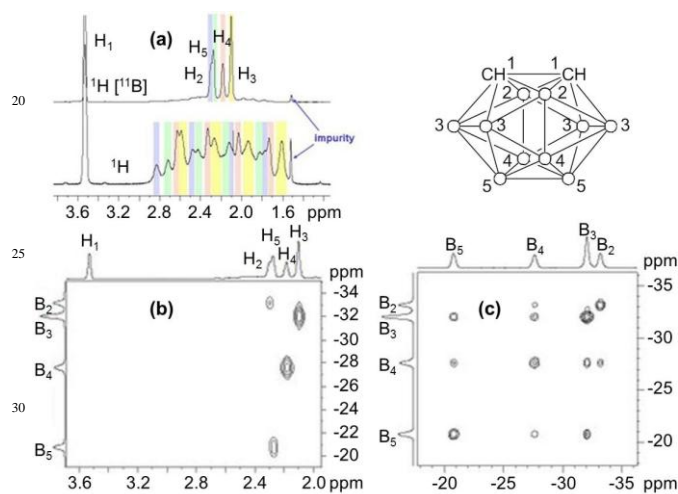 (a)
H1
H5
H4
H2
H3
1H [11B]
impurity
1H
3.6 3.2 2.8 2.4 2.0 1.6 ppm
20
1 1
CH CH
2 2
3 3 3 3
4 4
5 5
25
H1
H5
H3
H2
H4
ppm
(b)
B2
B3
B4
B5
-34
-32
-30
-28
-26
-24
-22
-20
3.6 3.2 2.8 2.4 2.0
ppm
30
B5 B4 B3 B2
ppm
(c)
B2
B3
B4
B5
-35
-30
-25
-20
-20 -25 -30 -35 ppm